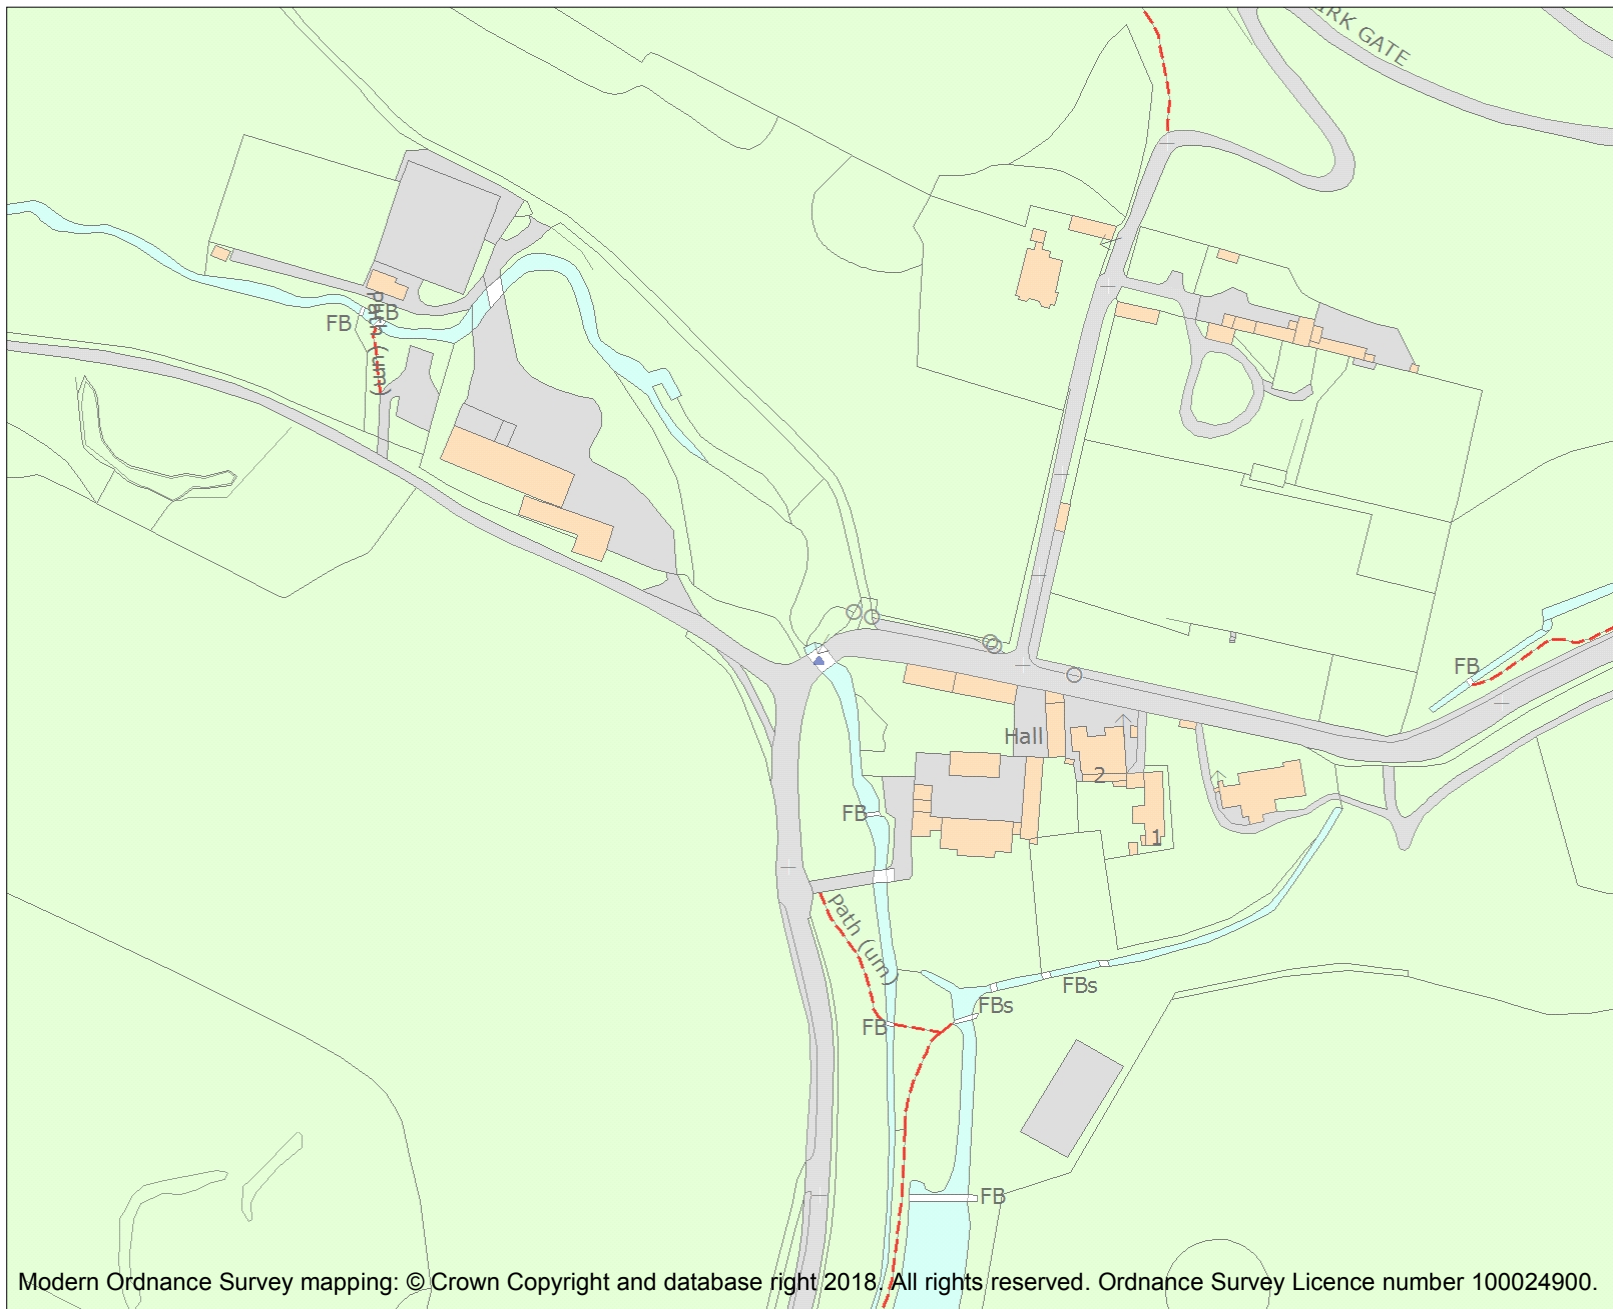 GATE
FB
FB
Path (um)
FB
Hall
2
FB
1
Path (um)
FBs
FBs
FB
FB
Modern Ordnance Survey mapping: © Crown Copyright and database right 2018. All rights reserved. Ordnance Survey Licence number 100024900.